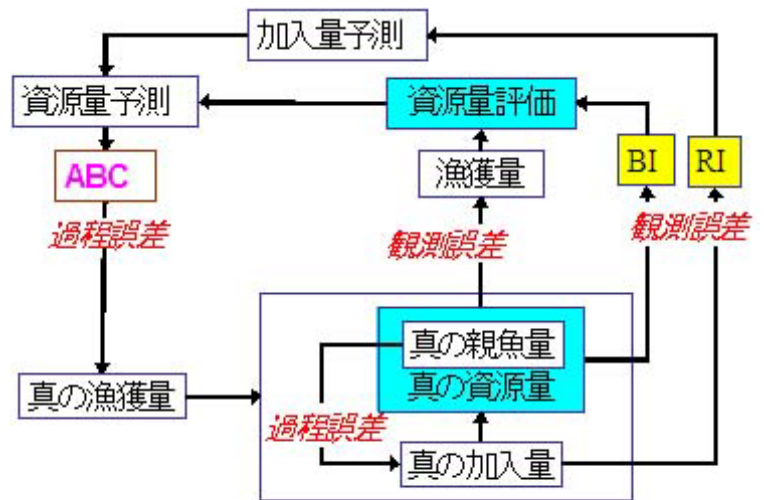 加入量予測
資源量予測
資源量評価
ABC
漁獲量
BI
RI
過程誤差
観測誤差
観測誤差
真の親魚量
真の資源量
真の漁獲量
過程誤差
真の加入量